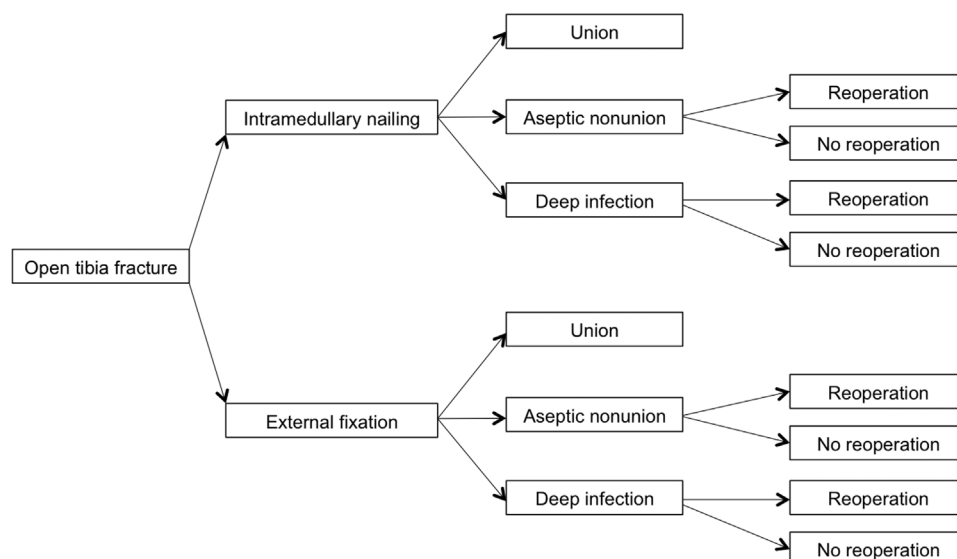 Union
Reoperation
Intramedullary nailing
Aseptic nonunion
No reoperation
Deep infection
Reoperation
No reoperation
Open tibia fracture
Union
Reoperation
External fixation
Aseptic nonunion
No reoperation
Deep infection
Reoperation
No reoperation